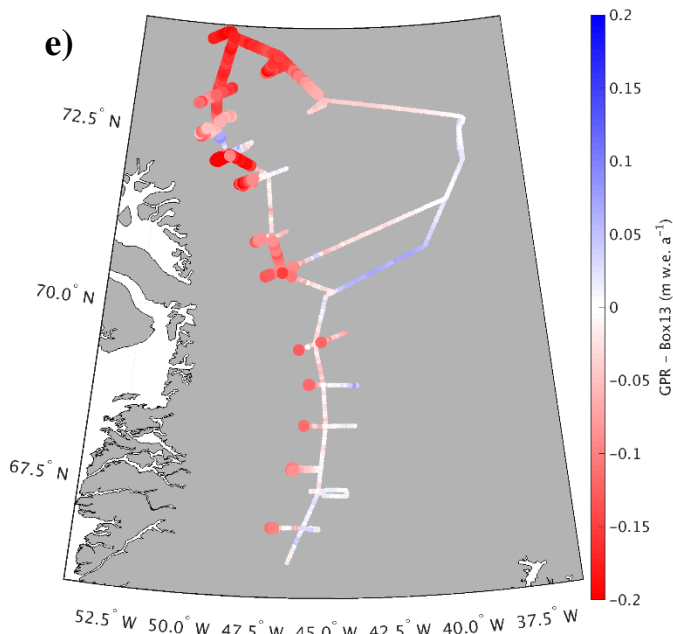 e)
72.5° N
70.0° N
67.5° N
52.5° W 50.0° W 47.5° W 45.0° W 42.5° W 40.0° W 37.5° W
0.2
0.15
0.1
0.05
0
−0.05
−0.1
−0.15
−0.2
GPR − Box13 (m w.e. a⁻¹)